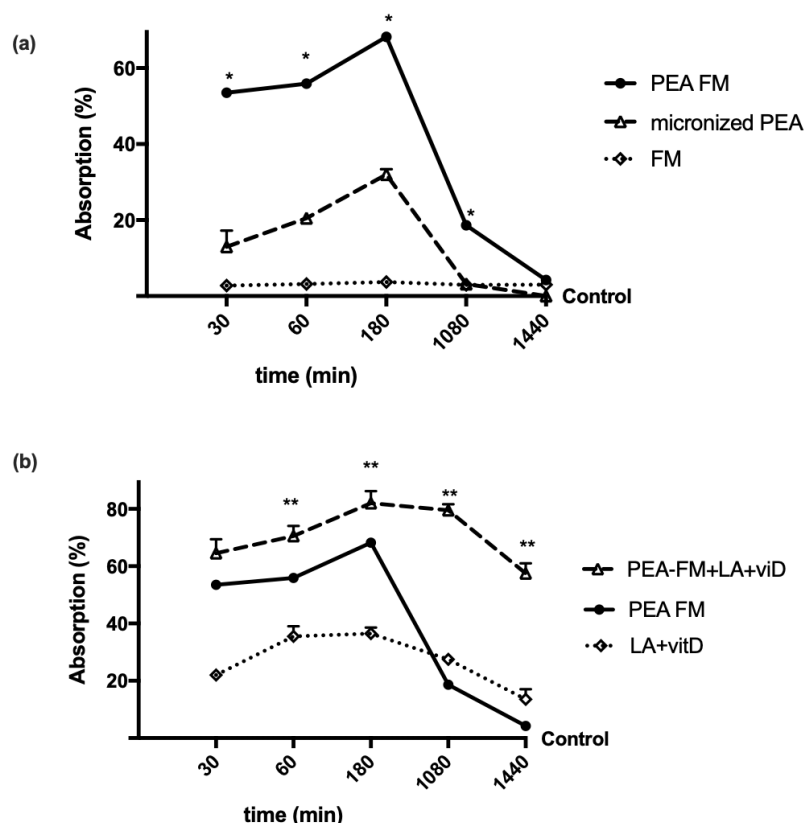 (a)
*
*
*
*
60
40
20
Absorption (%)
PEA FM
micronized PEA
FM
Control
30
60
180
1080
1440
time (min)
(b)
**
**
**
**
80
60
40
20
Absorption (%)
PEA-FM+LA+viD
PEA FM
LA+vitD
Control
30
60
180
1080
1440
time (min)